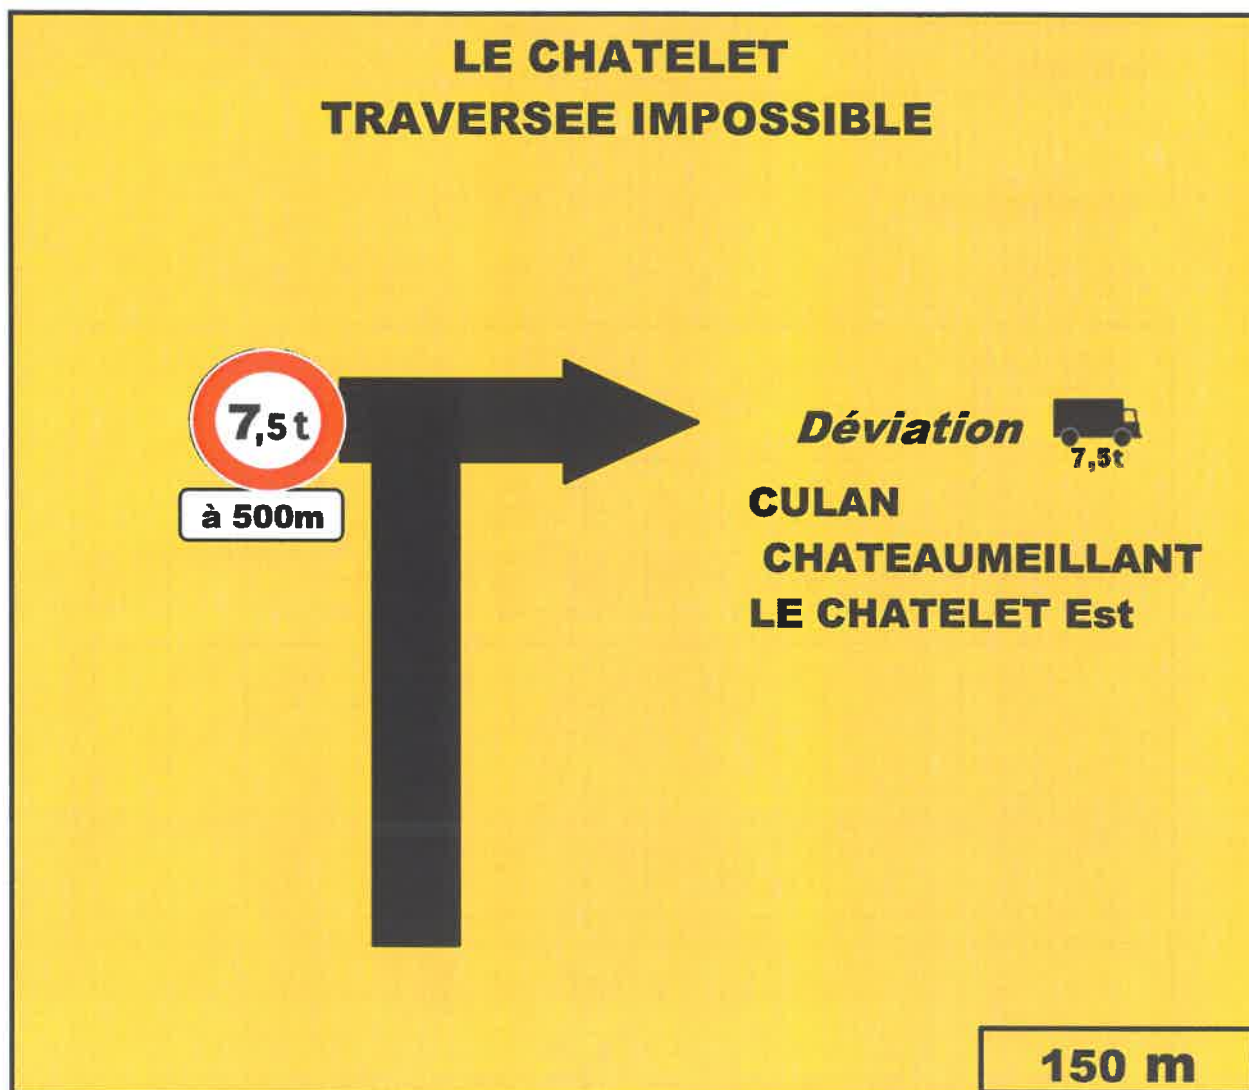 LE CHATELET
TRAVERSEE IMPOSSIBLE
7,5 t
à 500m
Déviation
7,5t
CULAN
CHATEAUMEILLANT
LE CHATELET Est
150 m